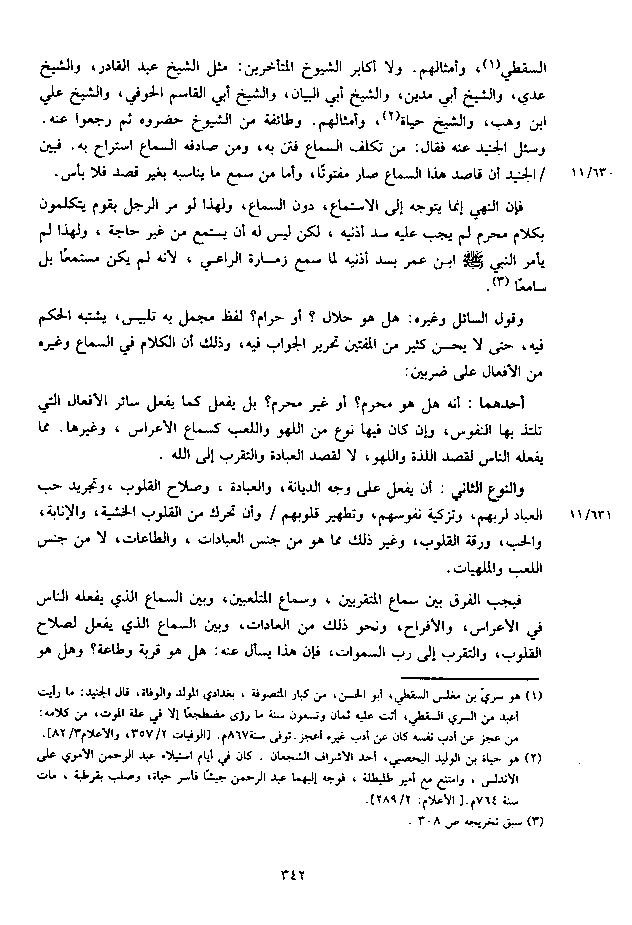 السقطي(١)، وأمثالهم. ولا أكابر الشيوخ المتأخرين: مثل الشيخ عبد القادر، والشيخ
عدي، والشيخ أبي مدين، والشيخ أبي البيان، والشيخ أبي القاسم الحوفي، والشيخ علي
ابن وهب، والشيخ حياة(٢)، وأمثالهم. وطائفة من الشيوخ حضروه ثم رجعوا عنه.
وسئل الجنيد عنه فقال: من تكلف السماع فتن به، ومن صادفه السماع استراح به. فبين
١١/٦٣٠ / الجنيد أن قاصد هذا السماع صار مفتونًا، وأما من سمع ما يناسبه بغير قصد فلا بأس.
فإن النهي إنما يتوجه إلى الاستماع، دون السماع، ولهذا لو مر الرجل بقوم يتكلمون
بكلام محرم لم يجب عليه سد أذنيه ، لكن ليس له أن يستمع من غير حاجة ، ولهذا لم
يأمر النبي ﷺ ابن عمر بسد أذنيه لما سمع زمارة الراعي ، لأنه لم يكن مستمعًا بل
سامعًا (٣).
وقول السائل وغيره: هل هو حلال ؟ أو حرام؟ لفظ مجمل به تلبيس، يشتبه الحكم
فيه، حتى لا يحسن كثير من المفتين تحرير الجواب فيه، وذلك أن الكلام في السماع وغيره
من الأفعال على ضربين:
أحدهما : أنه هل هو محرم؟ أو غير محرم؟ بل يفعل كما يفعل سائر الأفعال التي
تلتذ بها النفوس، وإن كان فيها نوع من اللهو واللعب كسماع الأعراس ، وغيرها. مما
يفعله الناس لقصد اللذة واللهو، لا لقصد العبادة والتقرب إلى الله .
والنوع الثاني : أن يفعل على وجه الديانة، والعبادة ، وصلاح القلوب ،وتجريد حب
١١/٦٣١ العباد لربهم، وتزكية نفوسهم، وتطهير قلوبهم / وأن تحرك من القلوب الخشية، والإنابة،
والحب، ورقة القلوب، وغير ذلك مما هو من جنس العبادات ، والطاعات، لا من جنس
اللعب والملهيات.
فيجب الفرق بين سماع المتقربين ، وسماع المتلعبين، وبين السماع الذي يفعله الناس
في الأعراس، والأفراح، ونحو ذلك من العادات، وبين السماع الذي يفعل لصلاح
القلوب، والتقرب إلى رب السموات، فإن هذا يسأل عنه: هل هو قربة وطاعة؟ وهل هو
(١) هو سريّ بن مغلس السقطي، أبو الحسن، من كبار المتصوفة ، بغدادي المولد والوفاة، قال الجنيد: ما رأيت
أعبد من السري السقطي، أتت عليه ثمان وتسعون سنة ما رؤى مضطجعًا إلا في علة الموت، من كلامه:
من عجز عن أدب نفسه كان عن أدب غيره أعجز.توفى سنة٨٦٧م. [الوفيات ٢/ ٣٥٧، والأعلام٣/ ٨٢].
(٢) هو حياة بن الوليد اليحصبي، أحد الأشراف الشجعان . كان في أيام استيلاء عبد الرحمن الأموي على
الأندلس ، وامتنع مع أمير طليطلة ، فوجه إليهما عبد الرحمن جيشًا فأسر حياة، وصلب بقرطبة ، مات
سنة ٧٦٤م.[ الأعلام: ٢/ ٢٨٩].
(٣) سبق تخريجه ص ٣٠٨ .
٣٤٢